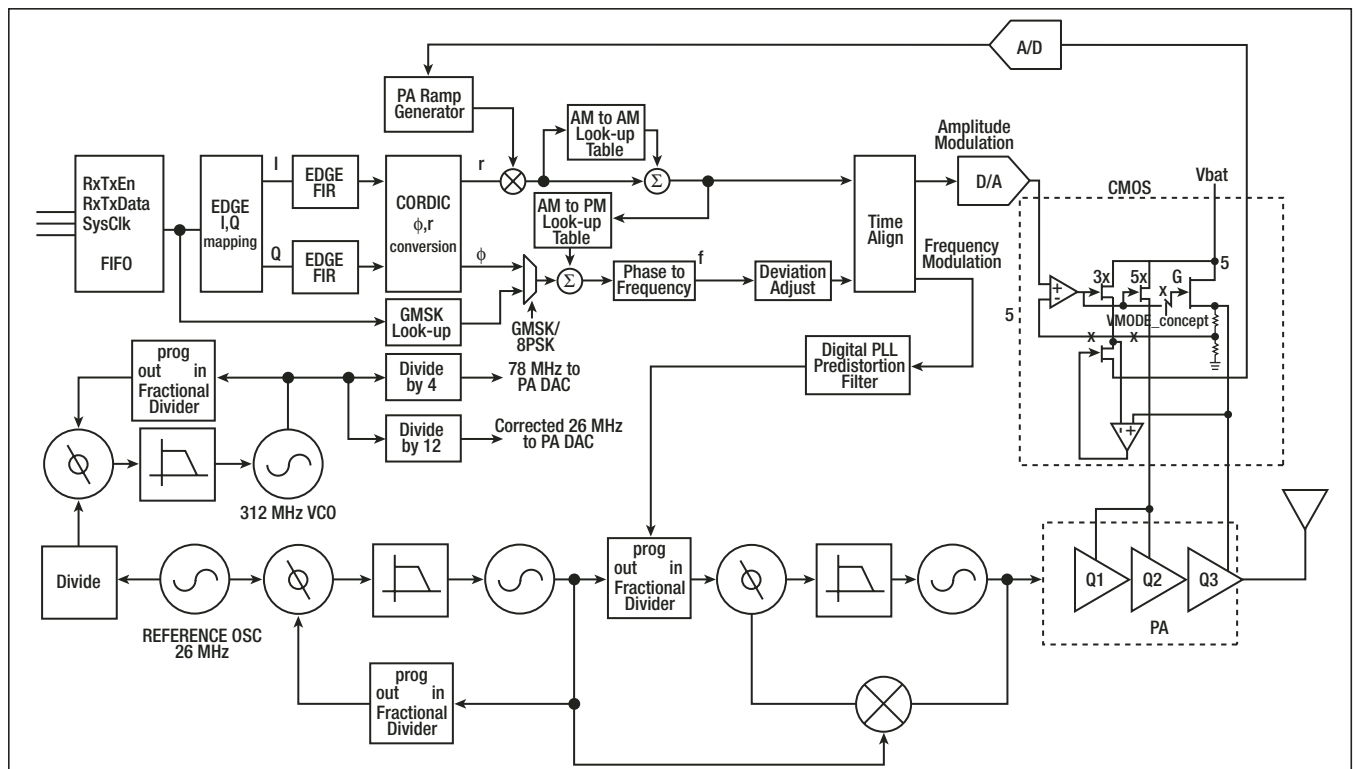 A/D
PA Ramp
Generator
AM to AM
Look-up
Table
Amplitude
Modulation
D/A
CMOS
Vbat
RxTxEn
RxTxData
SysClk
FIFO
EDGE
I,Q
mapping
I
Q
EDGE
FIR
EDGE
FIR
CORDIC
ϕ,r
conversion
r
ϕ
Σ
AM to PM
Look-up
Table
Σ
Phase to
Frequency
f
Deviation
Adjust
Time
Align
Frequency
Modulation
GMSK
Look-up
GMSK/
8PSK
+
-
3x
5x
x
G
5
5
VMODE_concept
x
x
-
+
prog
out in
Fractional
Divider
Divide
by 4
78 MHz to
PA DAC
Divide
by 12
Corrected 26 MHz
to PA DAC
Digital PLL
Predistortion
Filter
312 MHz VCO
Divide
REFERENCE OSC
26 MHz
prog
out in
Fractional
Divider
prog
out in
Fractional
Divider
Q1
Q2
Q3
PA